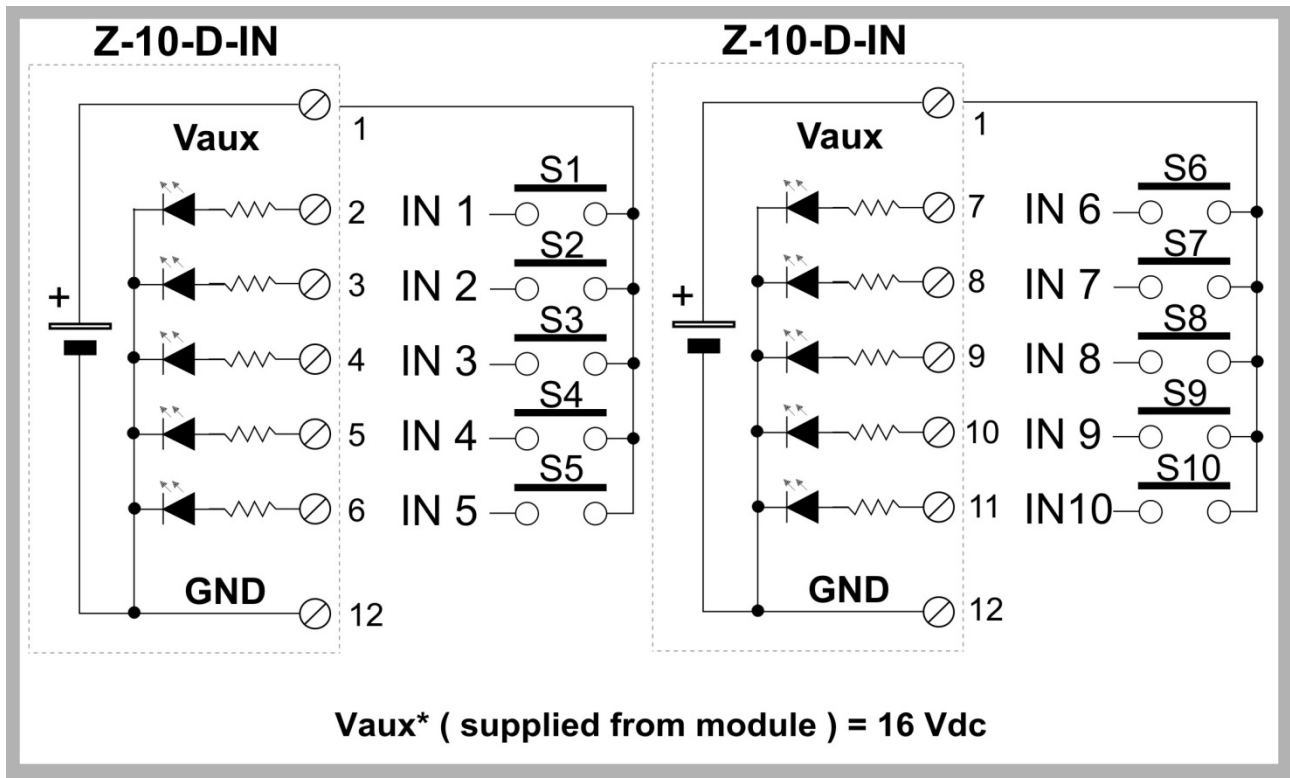 Z-10-D-IN
1
Vaux
S1
2
IN 1
S2
3
IN 2
+
S3
4
IN 3
S4
5
IN 4
S5
6
IN 5
GND
12
Z-10-D-IN
1
Vaux
S6
7
IN 6
S7
8
IN 7
+
S8
9
IN 8
S9
10
IN 9
S10
11
IN10
GND
12
Vaux* ( supplied from module ) = 16 Vdc